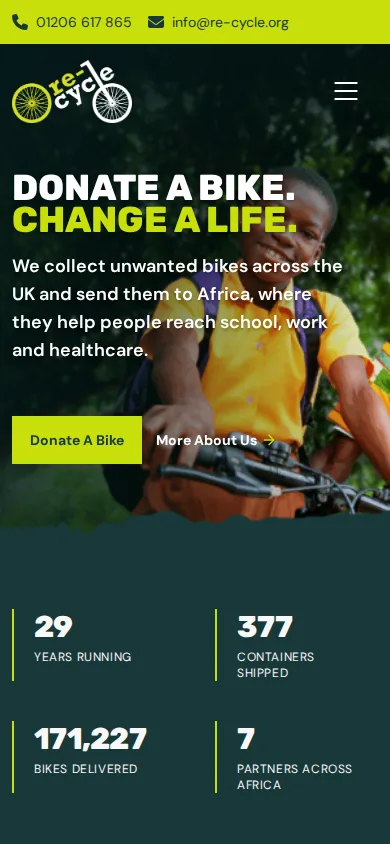 01206 617 865 info@re-cycle.org
re-
cycle
DONATE A BIKE.
CHANGE A LIFE.
We collect unwanted bikes across the
UK and send them to Africa, where
they help people reach school, work
and healthcare.
Donate A Bike More About Us →
29
YEARS RUNNING
377
CONTAINERS
SHIPPED
171,227
BIKES DELIVERED
7
PARTNERS ACROSS
AFRICA